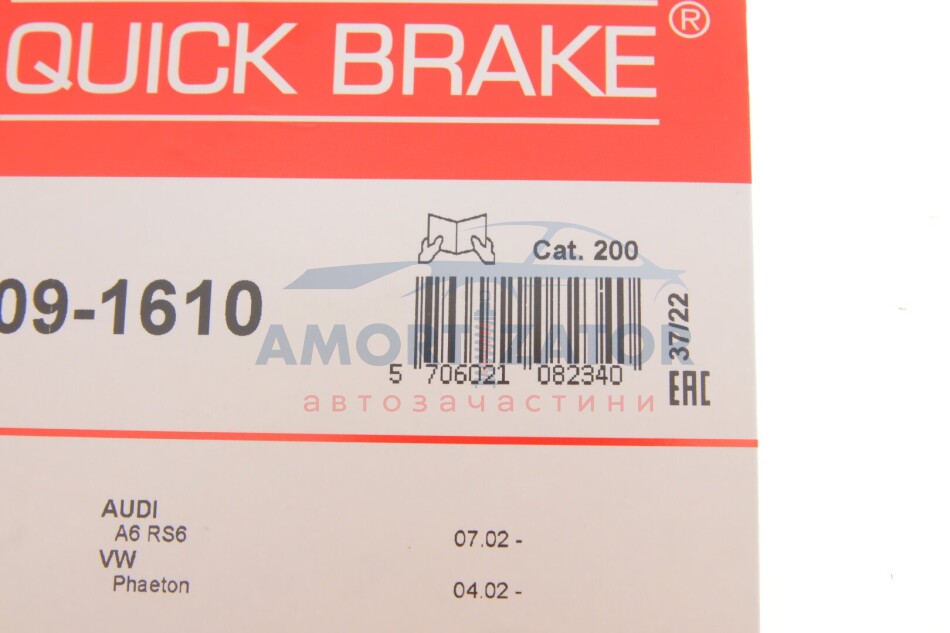 QUICK BRAKE®
Cat. 200
09-1610
37/22
AMORTIZATOR
5 706021 082340
EAC
автозачастини
AUDI
A6 RS6 07.02 -
VW
Phaeton 04.02 -